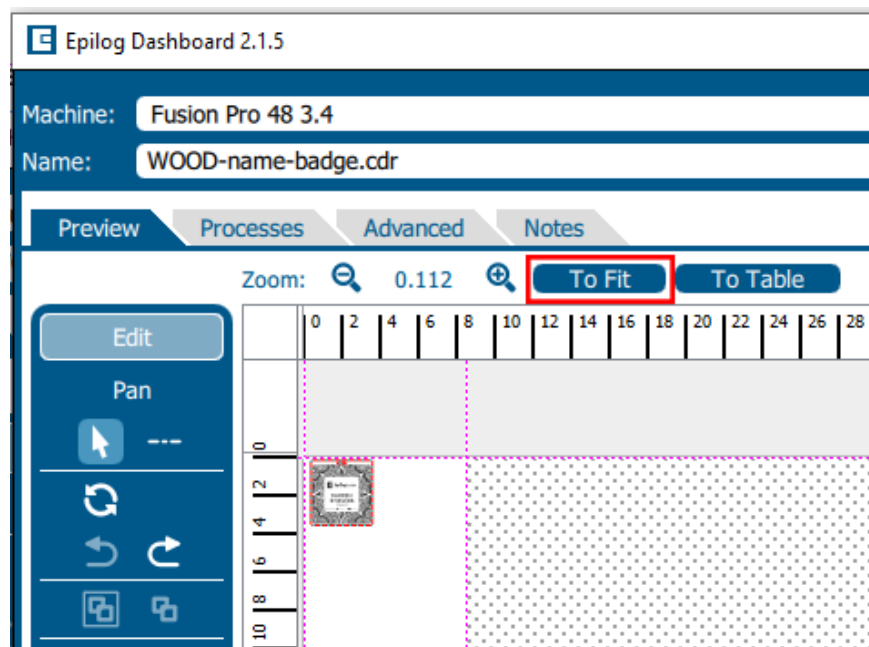 Epilog Dashboard 2.1.5
Machine: Fusion Pro 48 3.4
Name: WOOD-name-badge.cdr
Preview Processes Advanced Notes
Zoom: 0.112 To Fit To Table
Edit
0 2 4 6 8 10 12 14 16 18 20 22 24 26 28
Pan
0
2
4
6
8
10